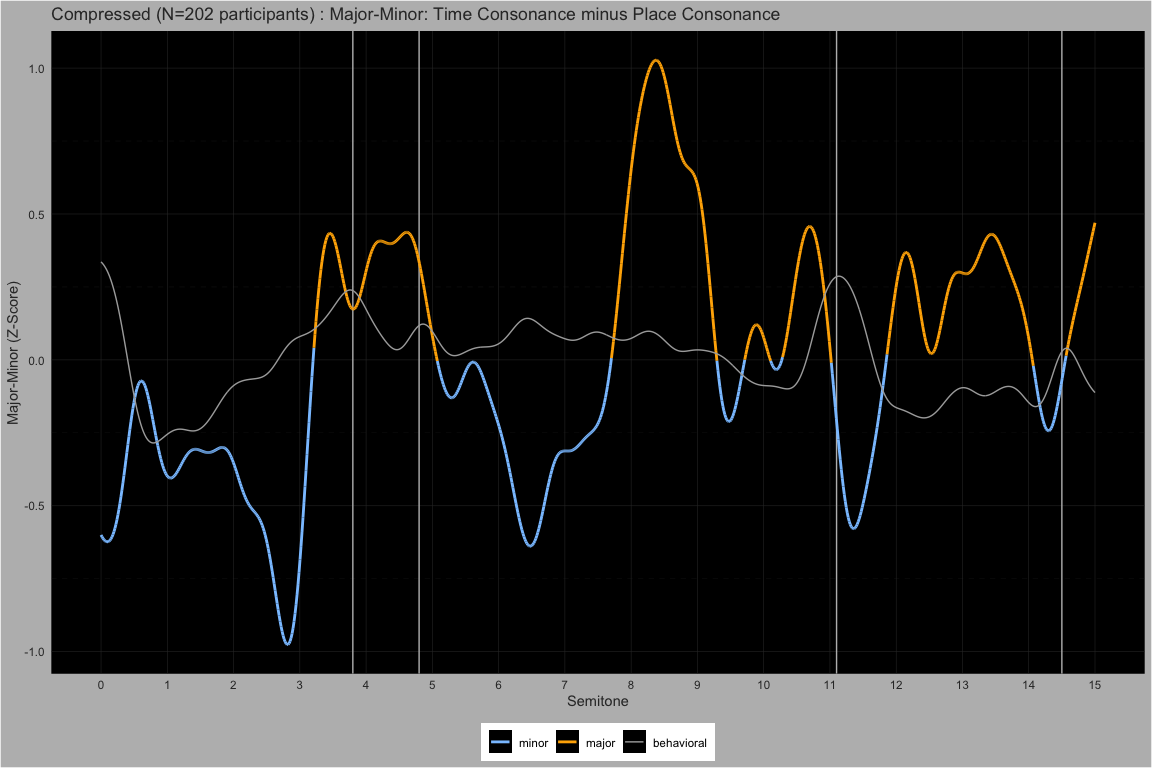 Compressed (N=202 participants) : Major-Minor: Time Consonance minus Place Consonance
Major-Minor (Z-Score)
1.0
0.5
0.0
-0.5
-1.0
0 1 2 3 4 5 6 7 8 9 10 11 12 13 14 15
Semitone
minor major behavioral